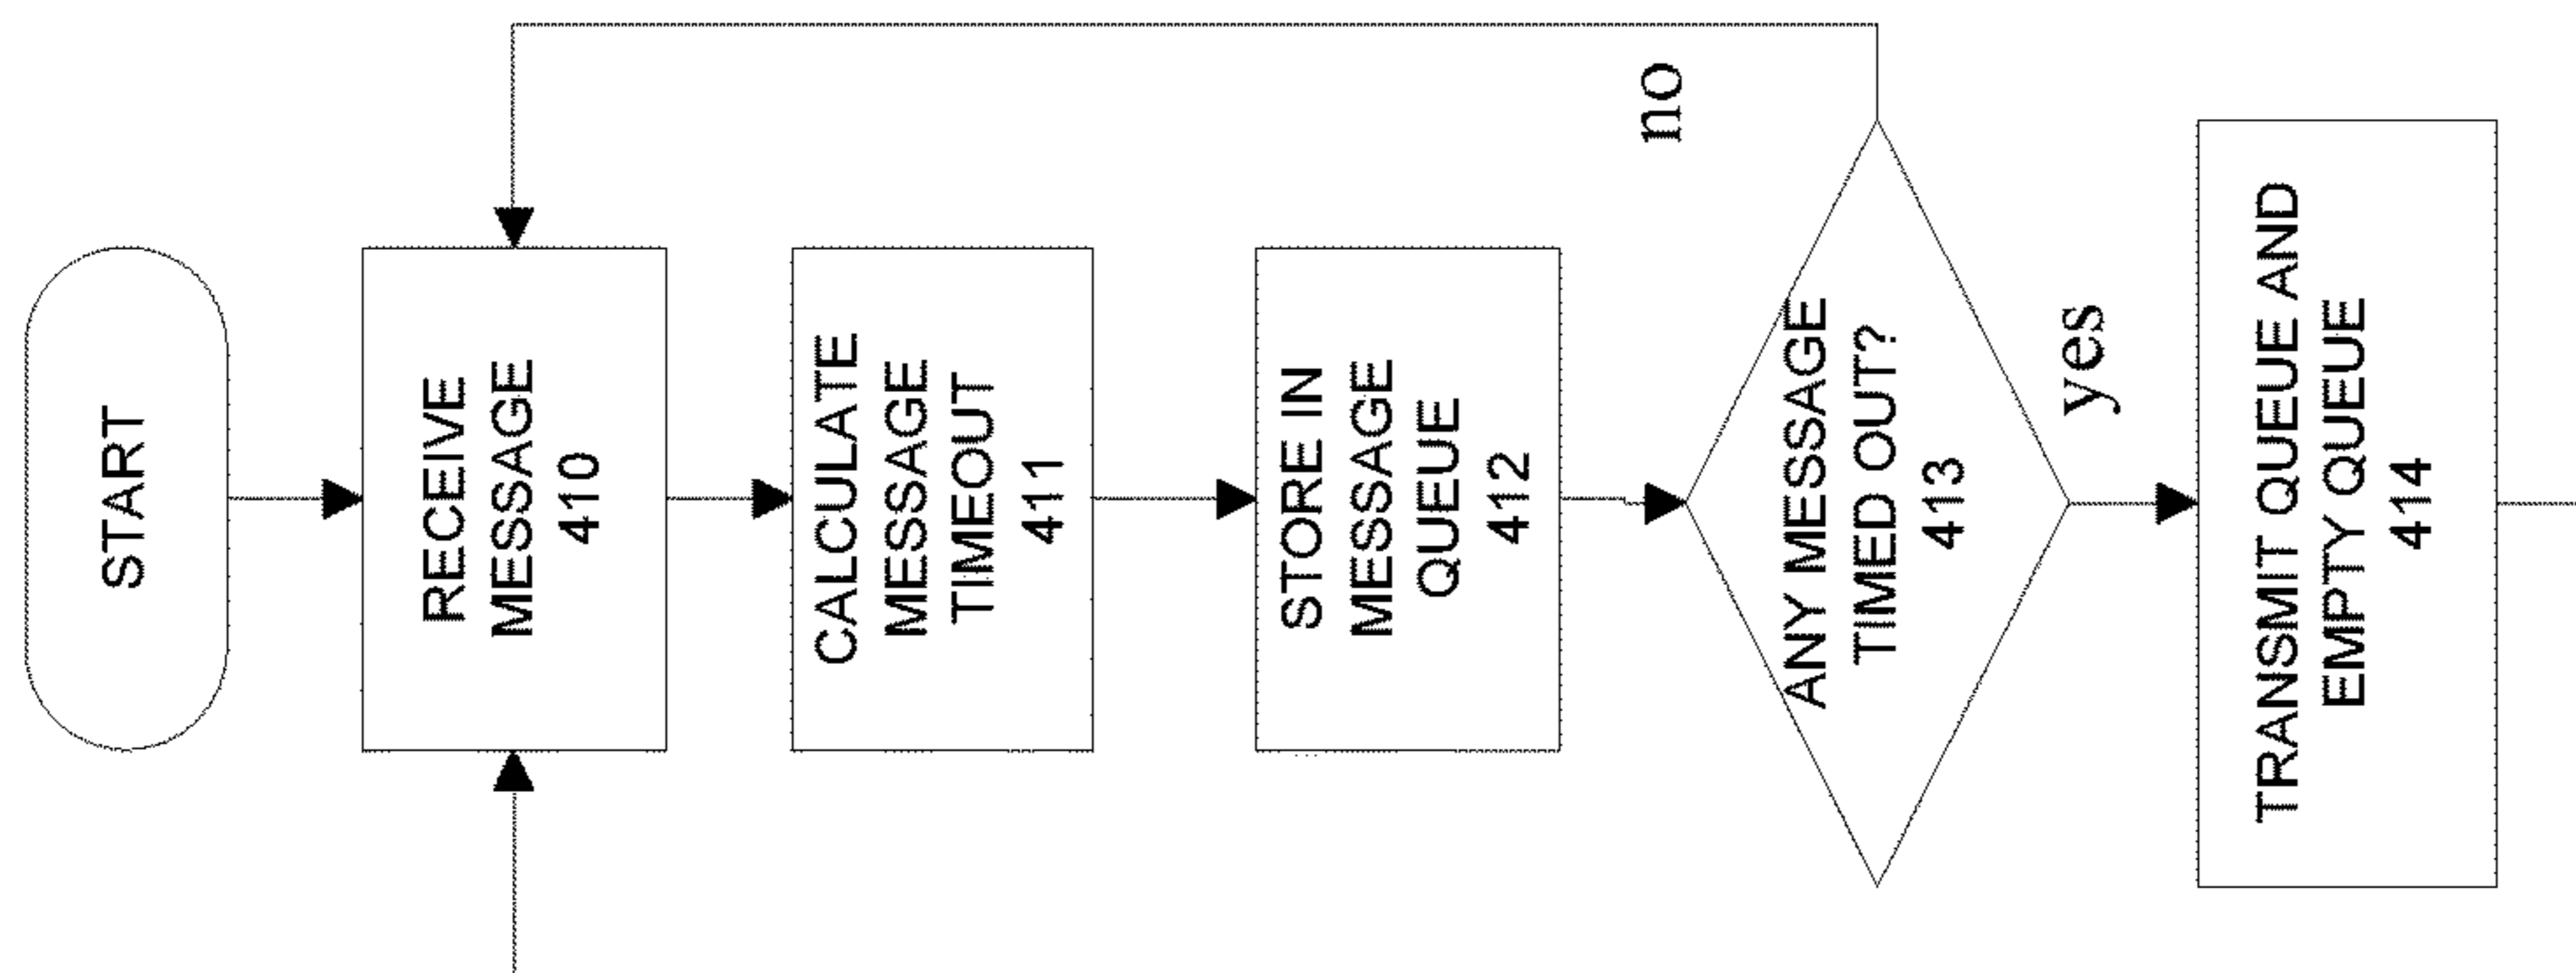 START
RECEIVE
MESSAGE
410
CALCULATE
MESSAGE
TIMEOUT
411
STORE IN
MESSAGE
QUEUE
412
ANY MESSAGE
TIMED OUT?
413
no
yes
TRANSMIT QUEUE AND
EMPTY QUEUE
414